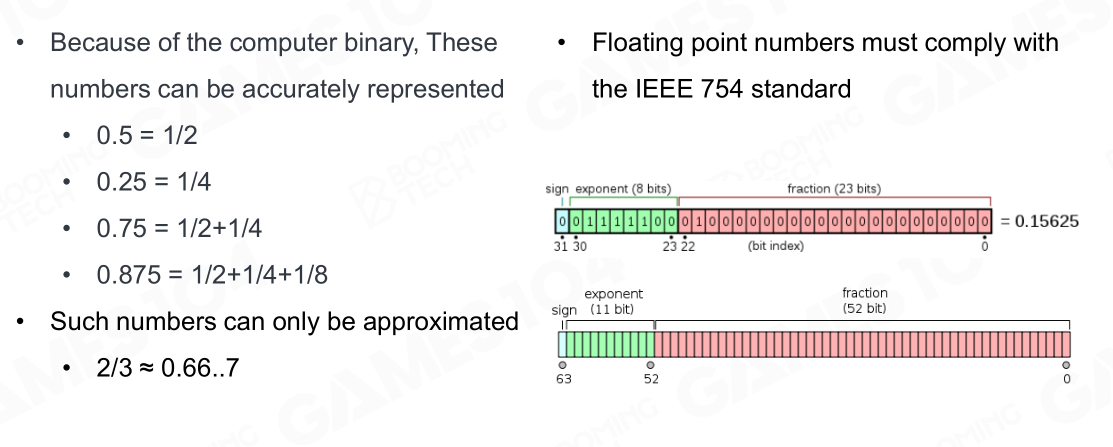 • Because of the computer binary, These
numbers can be accurately represented
• 0.5 = 1/2
• 0.25 = 1/4
• 0.75 = 1/2+1/4
• 0.875 = 1/2+1/4+1/8
• Such numbers can only be approximated
• 2/3 ≈ 0.66..7
• Floating point numbers must comply with
the IEEE 754 standard
sign exponent (8 bits) fraction (23 bits)
0 0 1 1 1 1 1 0 0 0 1 0 0 0 0 0 0 0 0 0 0 0 0 0 0 0 0 0 0 0 0 0 = 0.15625
31 30 23 22 (bit index) 0
exponent fraction
sign (11 bit) (52 bit)
63 52 0
BOOMING
TECH
GAMES104